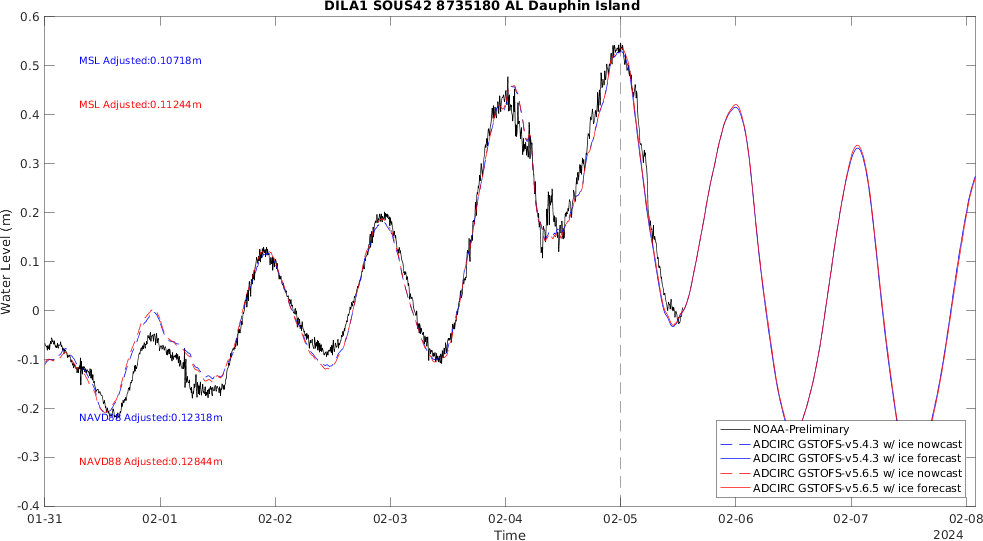 DILA1 SOUS42 8735180 AL Dauphin Island
0.6
0.5
0.4
0.3
0.2
0.1
0
-0.1
-0.2
-0.3
-0.4
Water Level (m)
MSL Adjusted:0.10718m
MSL Adjusted:0.11244m
NAVD88 Adjusted:0.12318m
NAVD88 Adjusted:0.12844m
NOAA-Preliminary
ADCIRC GSTOFS-v5.4.3 w/ ice nowcast
ADCIRC GSTOFS-v5.4.3 w/ ice forecast
ADCIRC GSTOFS-v5.6.5 w/ ice nowcast
ADCIRC GSTOFS-v5.6.5 w/ ice forecast
01-31 02-01 02-02 02-03 02-04 02-05 02-06 02-07 02-08
Time
2024